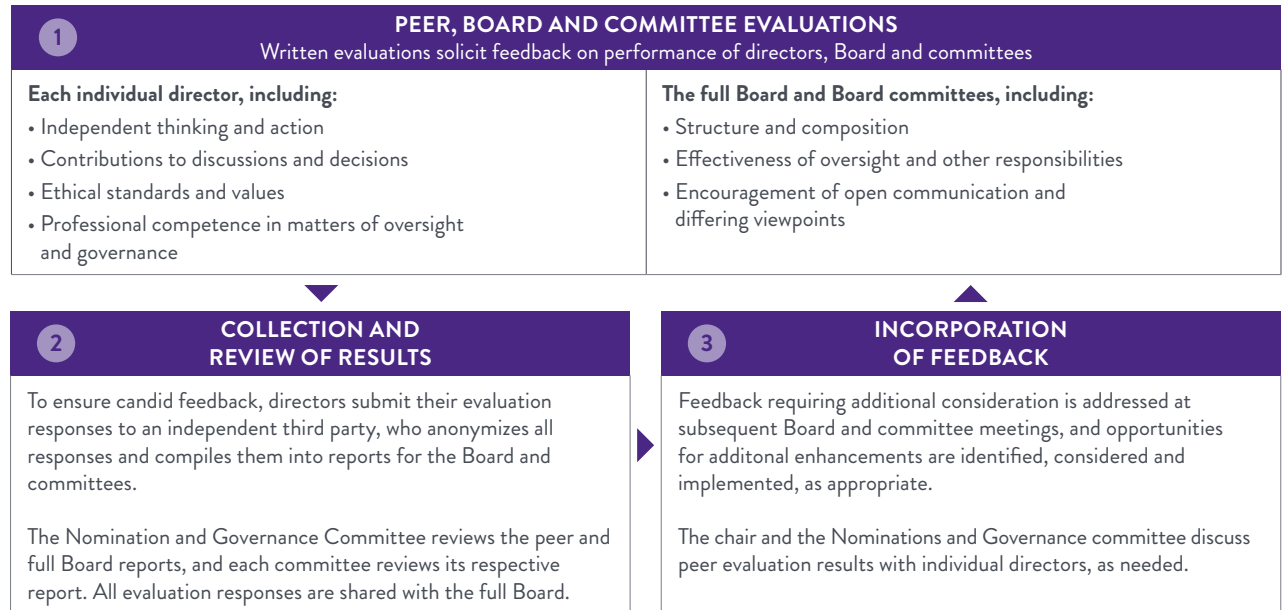 1
PEER, BOARD AND COMMITTEE EVALUATIONS
Written evaluations solicit feedback on performance of directors, Board and committees
Each individual director, including:
• Independent thinking and action
• Contributions to discussions and decisions
• Ethical standards and values
• Professional competence in matters of oversight
and governance
The full Board and Board committees, including:
• Structure and composition
• Effectiveness of oversight and other responsibilities
• Encouragement of open communication and
differing viewpoints
2
COLLECTION AND
REVIEW OF RESULTS
To ensure candid feedback, directors submit their evaluation
responses to an independent third party, who anonymizes all
responses and compiles them into reports for the Board and
committees.
The Nomination and Governance Committee reviews the peer and
full Board reports, and each committee reviews its respective
report. All evaluation responses are shared with the full Board.
3
INCORPORATION
OF FEEDBACK
Feedback requiring additional consideration is addressed at
subsequent Board and committee meetings, and opportunities
for additonal enhancements are identified, considered and
implemented, as appropriate.
The chair and the Nominations and Governance committee discuss
peer evaluation results with individual directors, as needed.